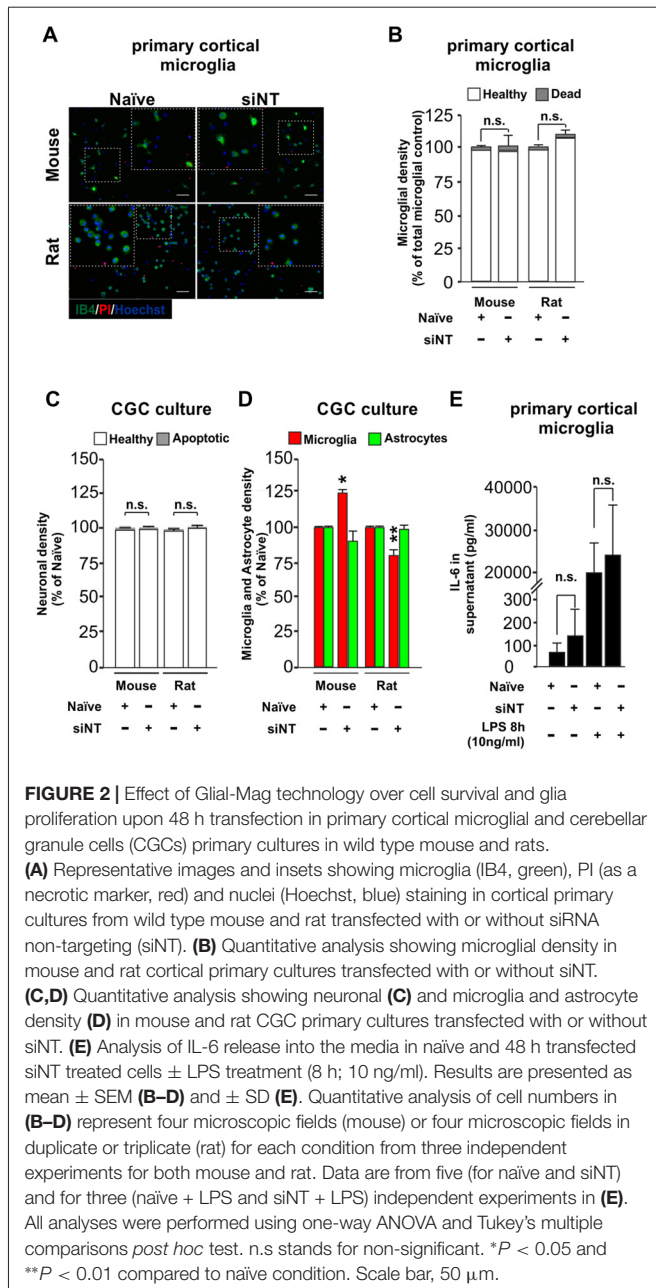 A
primary cortical
microglia
Naïve siNT
Mouse
Rat
IB4/PI/Hoechst
B
primary cortical
microglia
Healthy Dead
Microglial density
(% of total microglial control)
125
100
75
50
25
0
n.s. n.s.
Mouse Rat
Naïve + - + -
siNT - + - +
C
CGC culture
Healthy Apoptotic
Neuronal density
(% of Naïve)
150
125
100
75
50
25
0
n.s. n.s.
Mouse Rat
Naïve + - + -
siNT - + - +
D
CGC culture
Microglia Astrocytes
Microglia and Astrocyte density
(% of Naïve)
150
125
100
75
50
25
0
* **
Mouse Rat
Naïve + - + -
siNT - + - +
E
primary cortical
microglia
IL-6 in
supernatant (pg/ml)
40000
20000
300
200
100
0
n.s.
n.s.
Naïve + - + -
siNT - + - +
LPS 8h
(10ng/ml) - - + +
FIGURE 2 | Effect of Glial-Mag technology over cell survival and glia
proliferation upon 48 h transfection in primary cortical microglial and cerebellar
granule cells (CGCs) primary cultures in wild type mouse and rats.
(A) Representative images and insets showing microglia (IB4, green), PI (as a
necrotic marker, red) and nuclei (Hoechst, blue) staining in cortical primary
cultures from wild type mouse and rat transfected with or without siRNA
non-targeting (siNT). (B) Quantitative analysis showing microglial density in
mouse and rat cortical primary cultures transfected with or without siNT.
(C,D) Quantitative analysis showing neuronal (C) and microglia and astrocyte
density (D) in mouse and rat CGC primary cultures transfected with or without
siNT. (E) Analysis of IL-6 release into the media in naïve and 48 h transfected
siNT treated cells ± LPS treatment (8 h; 10 ng/ml). Results are presented as
mean ± SEM (B–D) and ± SD (E). Quantitative analysis of cell numbers in
(B–D) represent four microscopic fields (mouse) or four microscopic fields in
duplicate or triplicate (rat) for each condition from three independent
experiments for both mouse and rat. Data are from five (for naïve and siNT)
and for three (naïve + LPS and siNT + LPS) independent experiments in (E).
All analyses were performed using one-way ANOVA and Tukey's multiple
comparisons post hoc test. n.s stands for non-significant. *P < 0.05 and
**P < 0.01 compared to naïve condition. Scale bar, 50 μm.